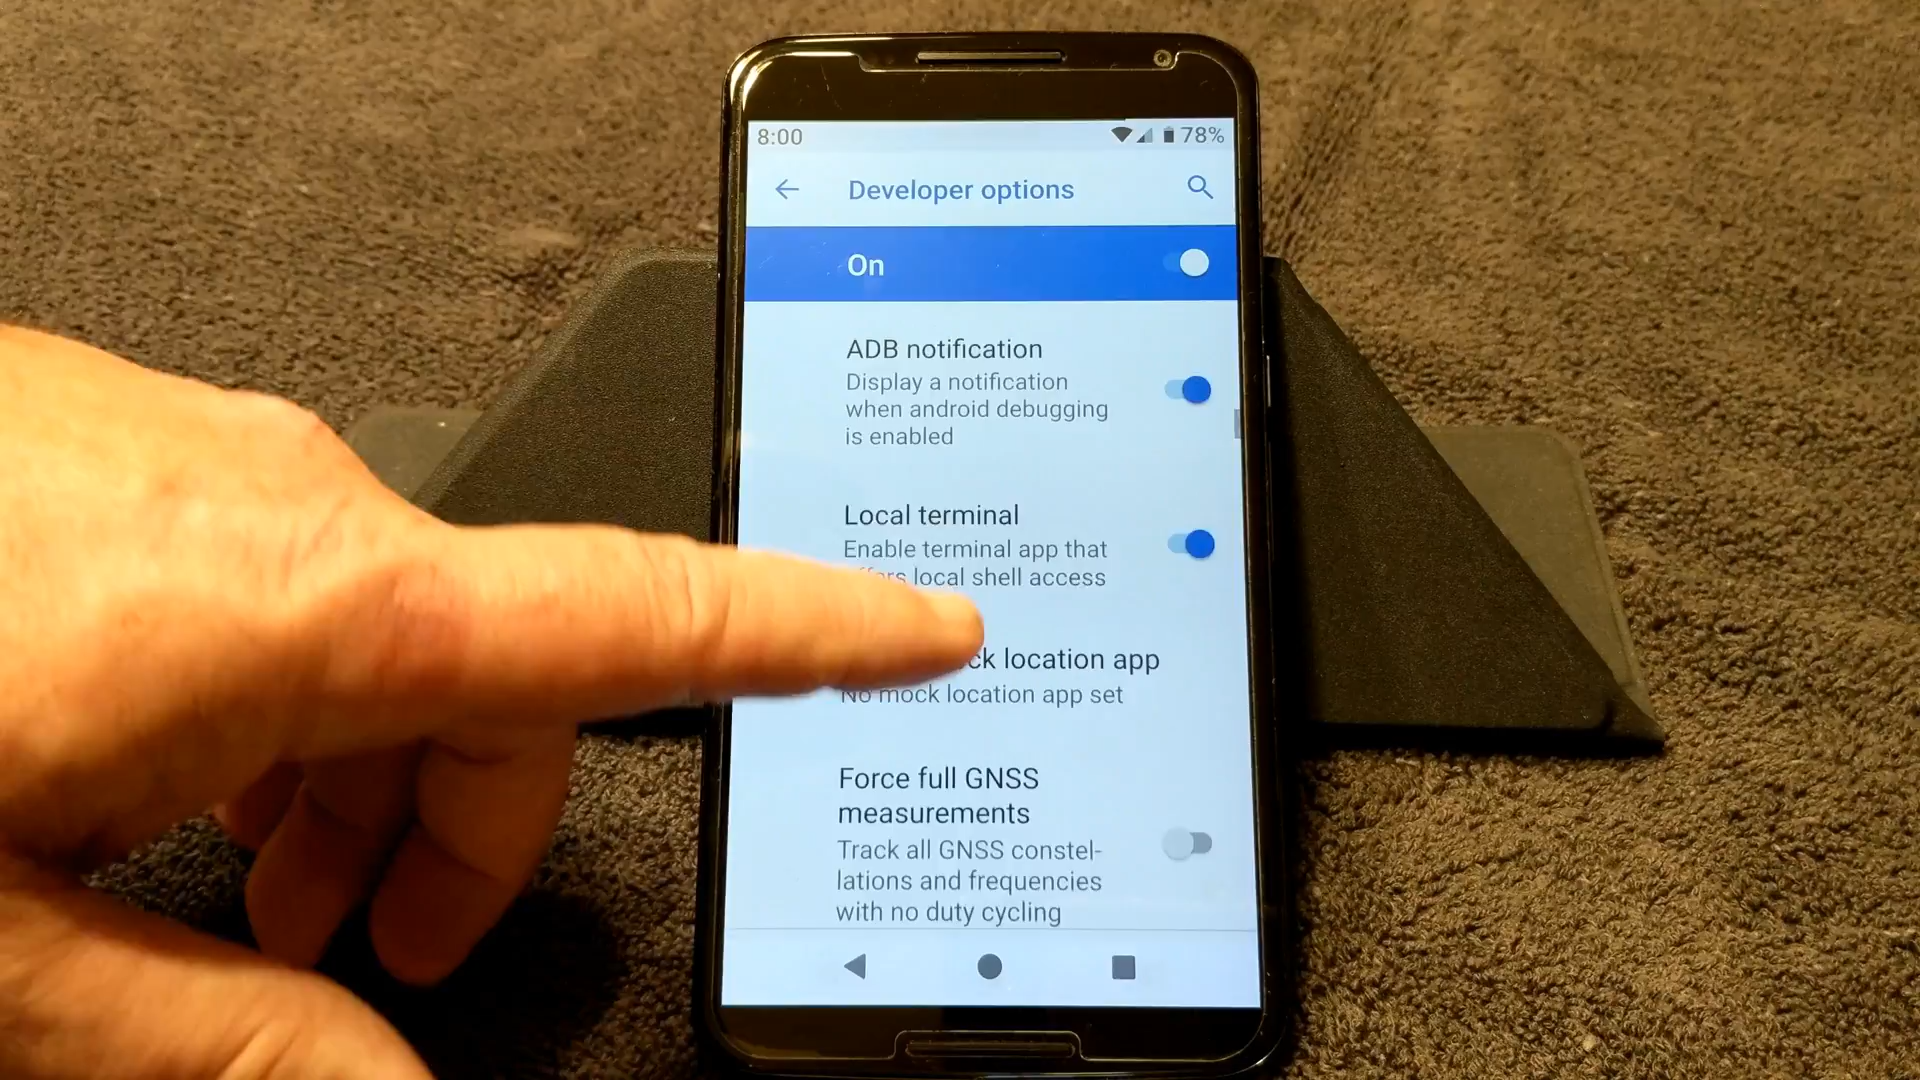 8:00 78%
Developer options
On
ADB notification
Display a notification
when android debugging
is enabled
Local terminal
Enable terminal app that
local shell access
location app
No mock location app set
Force full GNSS
measurements
Track all GNSS constel-
lations and frequencies
with no duty cycling